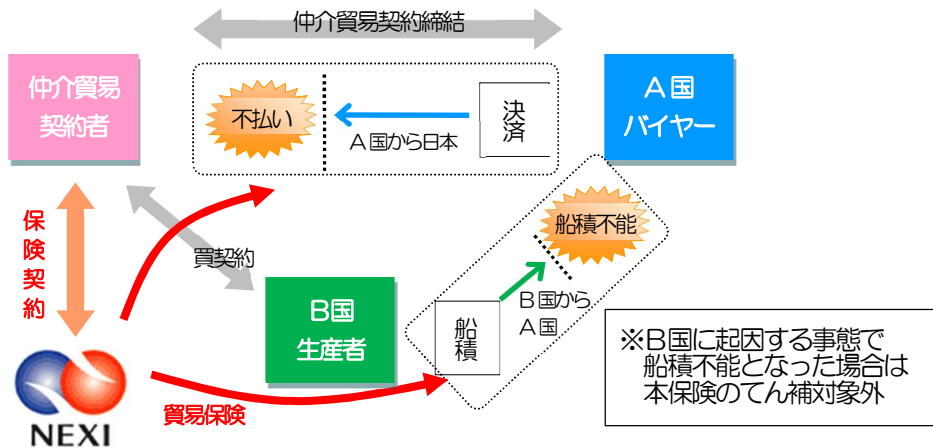 仲介貿易契約締結
仲介貿易
契約者
不払い
A国から日本
決済
A国
バイヤー
保険契約
買契約
船積不能
B国から
A国
船積
B国
生産者
貿易保険
NEXI
※B国に起因する事態で
船積不能となった場合は
本保険のてん補対象外